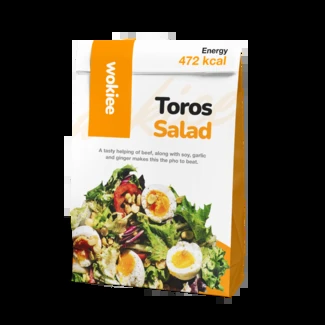 Energy
472 kcal
wokiee
Toros
Salad
A tasty helping of beef, along with soy, garlic
and ginger makes this the pho to beat.